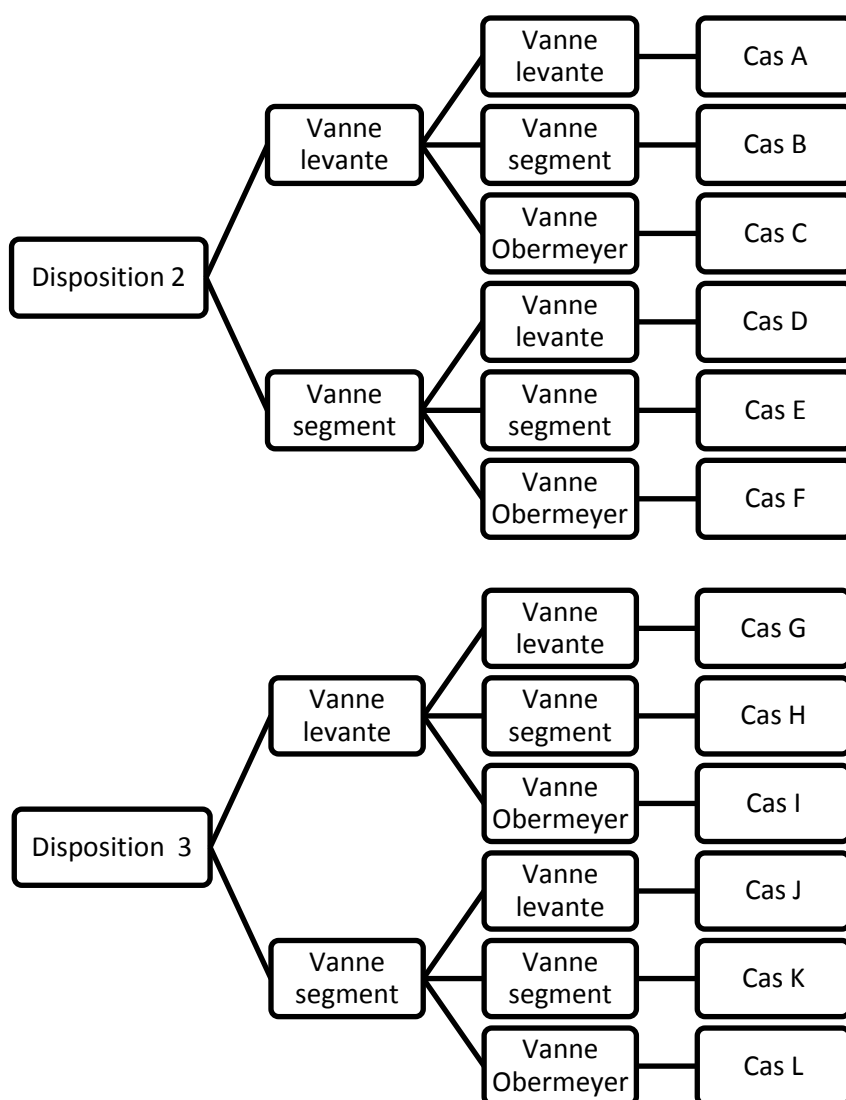 Vanne
levante
Cas A
Vanne
levante
Vanne
segment
Cas B
Vanne
Obermeyer
Cas C
Disposition 2
Vanne
levante
Cas D
Vanne
segment
Vanne
segment
Cas E
Vanne
Obermeyer
Cas F
Vanne
levante
Cas G
Vanne
levante
Vanne
segment
Cas H
Vanne
Obermeyer
Cas I
Disposition 3
Vanne
levante
Cas J
Vanne
segment
Vanne
segment
Cas K
Vanne
Obermeyer
Cas L